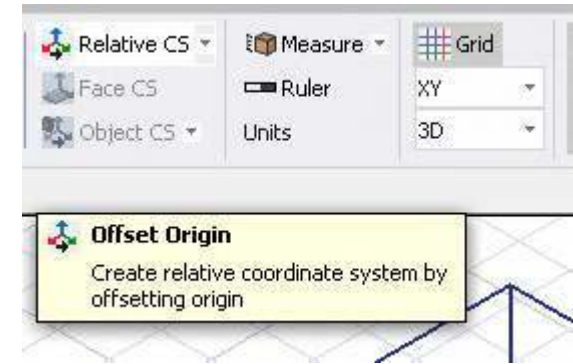 Relative CS
Measure
Grid
Face CS
Ruler
XY
Object CS
Units
3D
Offset Origin
Create relative coordinate system by
offsetting origin